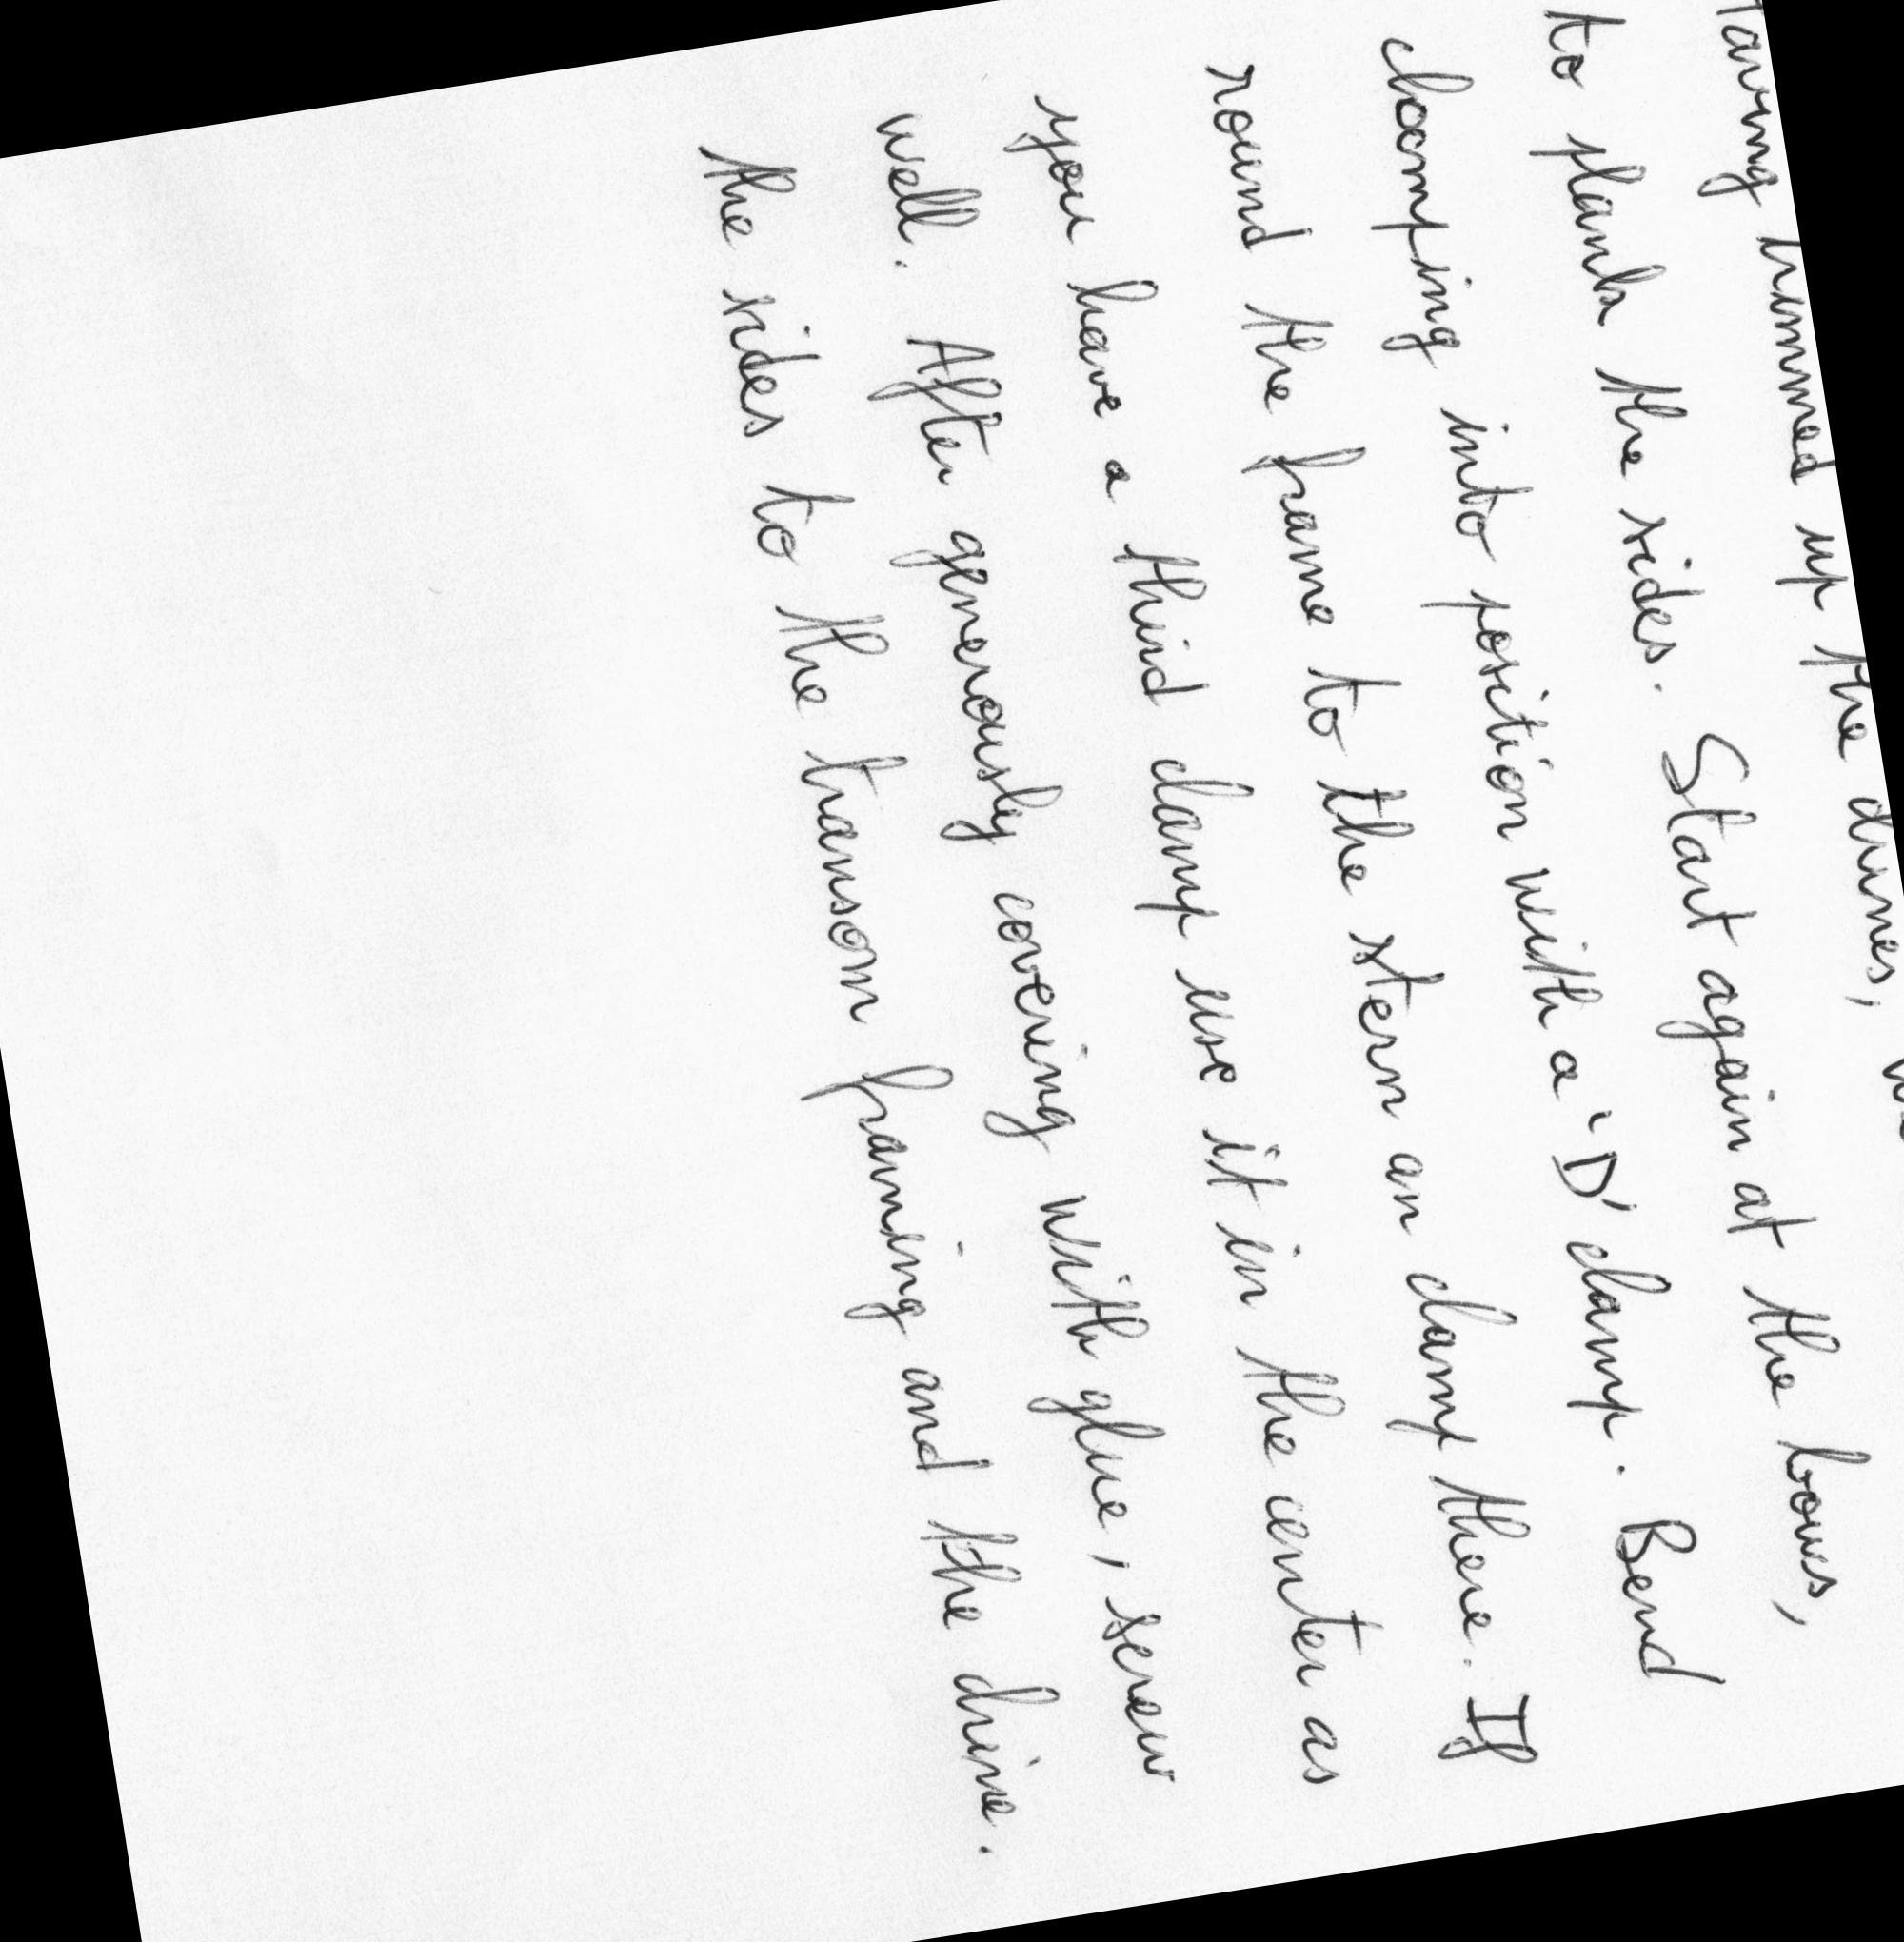 Having trimmed up the chines,
to plank the sides. Start again at the bows,
clamping into position with a 'D' clamp. Bend
round the frame to the stern an clamp there. If
you have a third clamp use it in the center as
well. After generously covering with glue, screw
the sides to the transom framing and the chine.